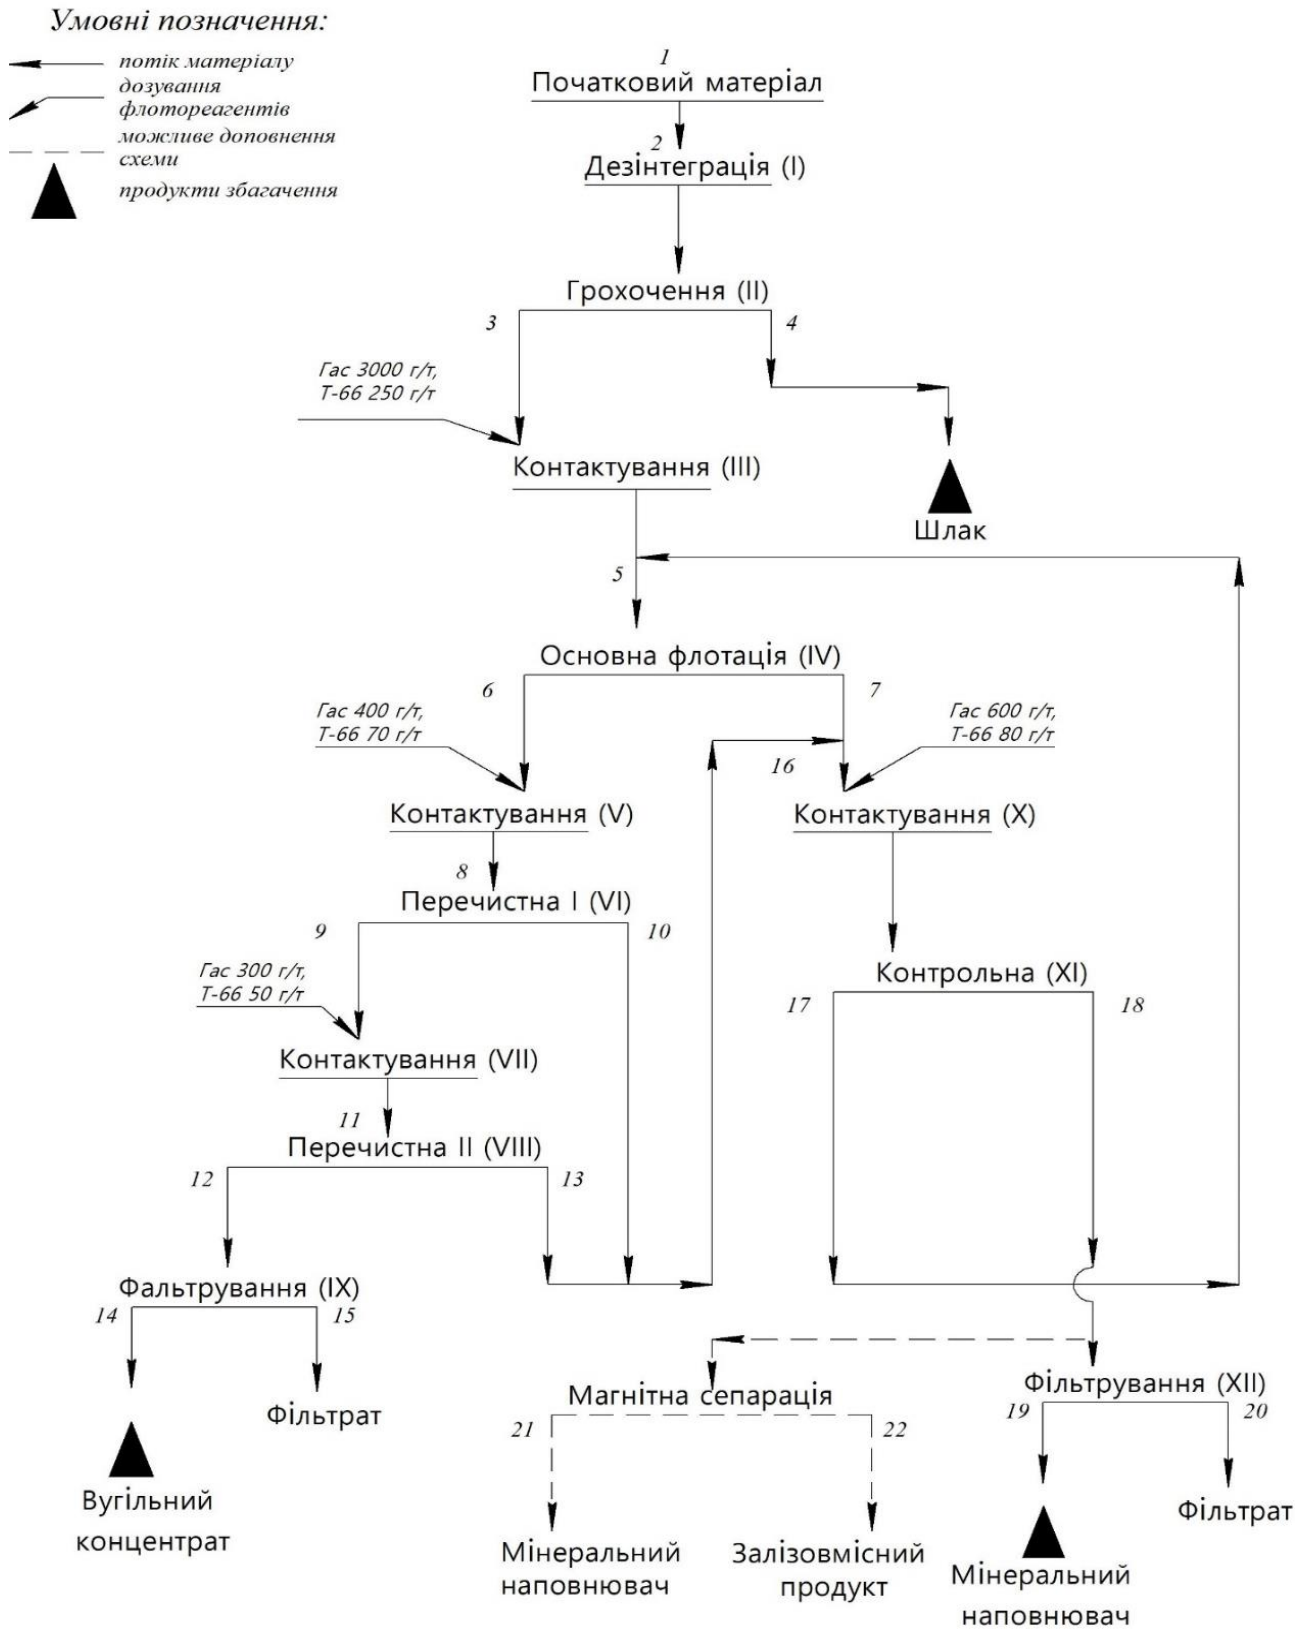 Умовні позначення:
потік матеріалу
дозування
флотореагентів
можливе доповнення
схеми
продукти збагачення
1
Початковий матеріал
2
Дезінтеграція (I)
Грохочення (II)
3
4
Гас 3000 г/т,
Т-66 250 г/т
Контактування (III)
Шлак
5
Основна флотація (IV)
6
7
Гас 400 г/т,
Т-66 70 г/т
Гас 600 г/т,
Т-66 80 г/т
16
Контактування (V)
Контактування (X)
8
Перечистна I (VI)
9
10
Гас 300 г/т,
Т-66 50 г/т
Контрольна (XI)
17
18
Контактування (VII)
11
Перечистна II (VIII)
12
13
Фальтрування (IX)
14
15
Фільтрат
Вугільний
концентрат
Магнітна сепарація
21
22
Мінеральний
наповнювач
Залізовмісний
продукт
Фільтрування (XII)
19
20
Фільтрат
Мінеральний
наповнювач